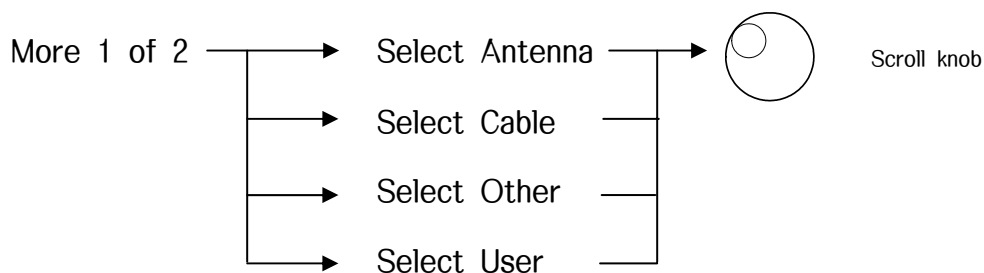 More 1 of 2
Select Antenna
Scroll knob
Select Cable
Select Other
Select User